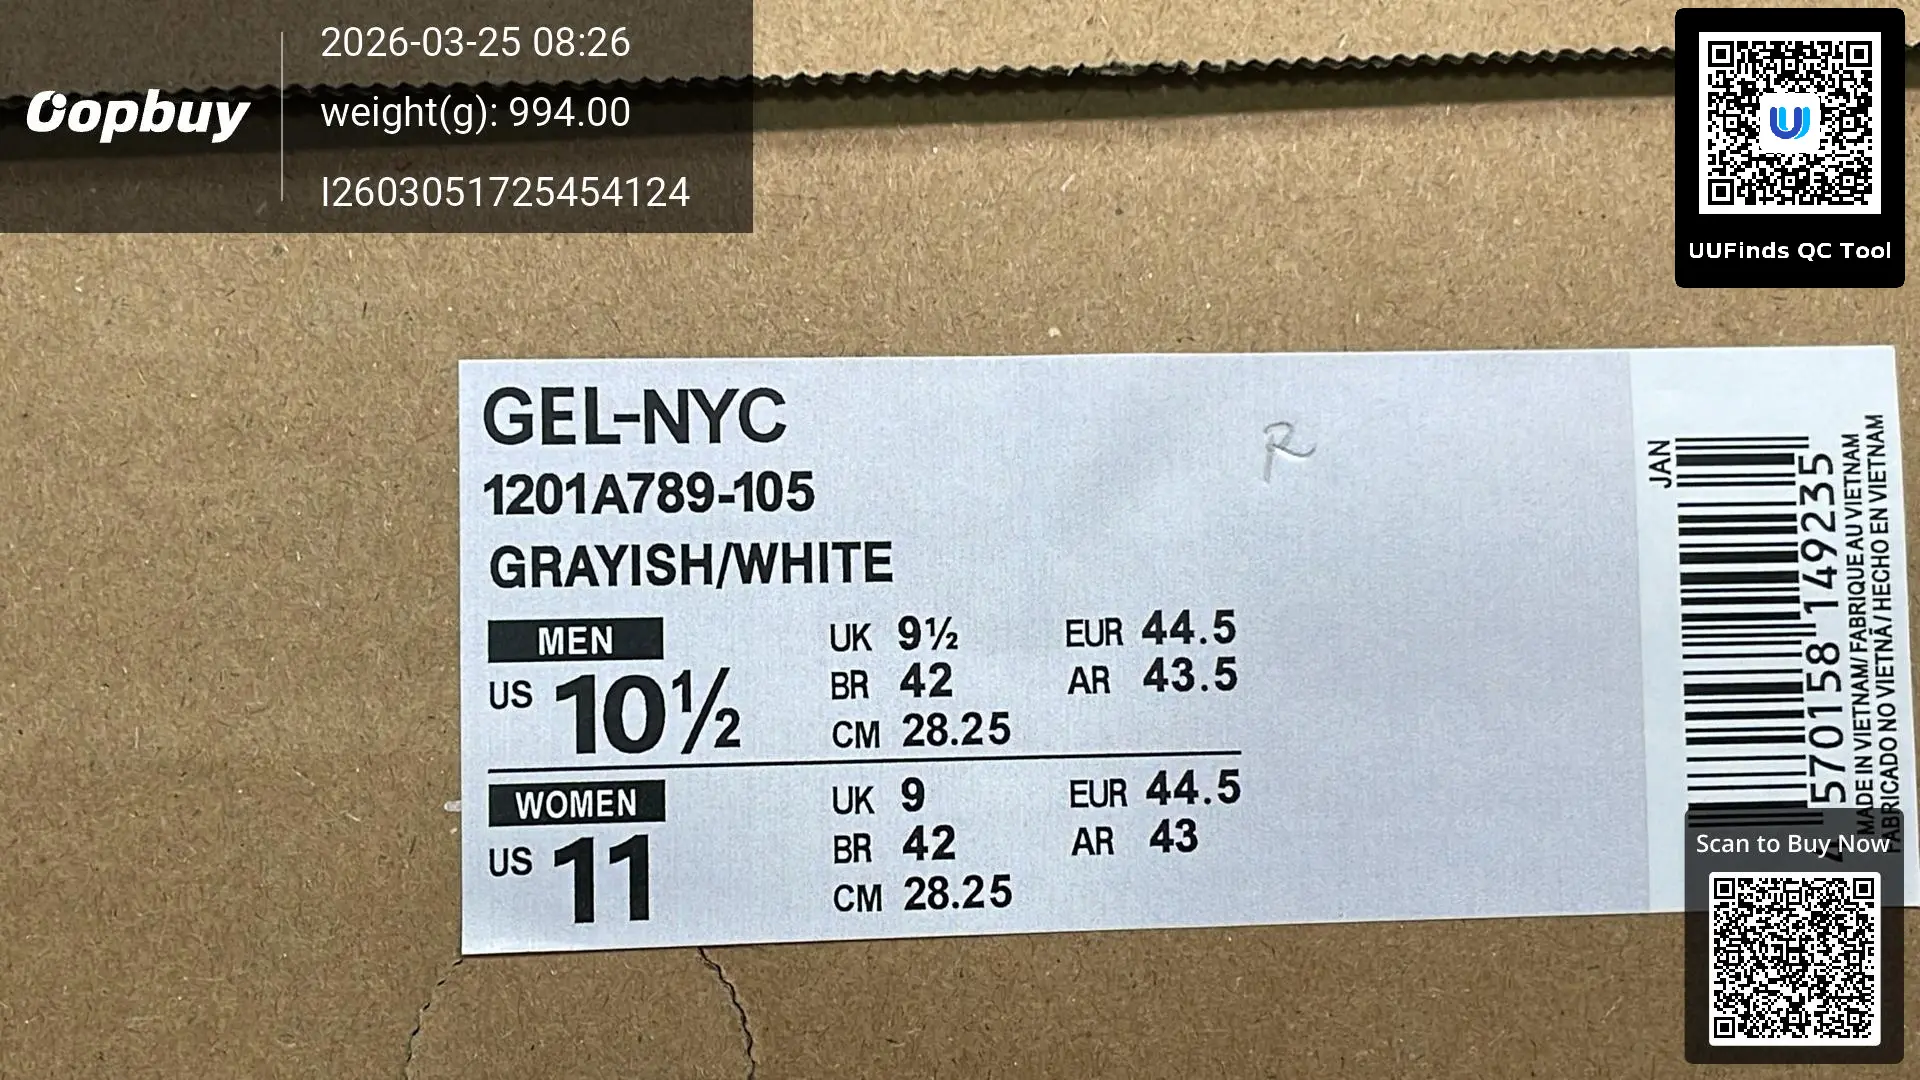 Oopbuy
2026-03-25 08:26
weight(g): 994.00
I2603051725454124
UUFinds QC Tool
GEL-NYC
1201A789-105
GRAYISH/WHITE
R
MEN
US 10½
UK 9½
EUR 44.5
BR 42
AR 43.5
CM 28.25
WOMEN
US 11
UK 9
EUR 44.5
BR 42
AR 43
CM 28.25
JAN
4 570158 149235
MADE IN VIETNAM/ FABRIQUE AU VIETNAM
FABRICADO NO VIETNÃ / HECHO EN VIETNAM
Scan to Buy Now